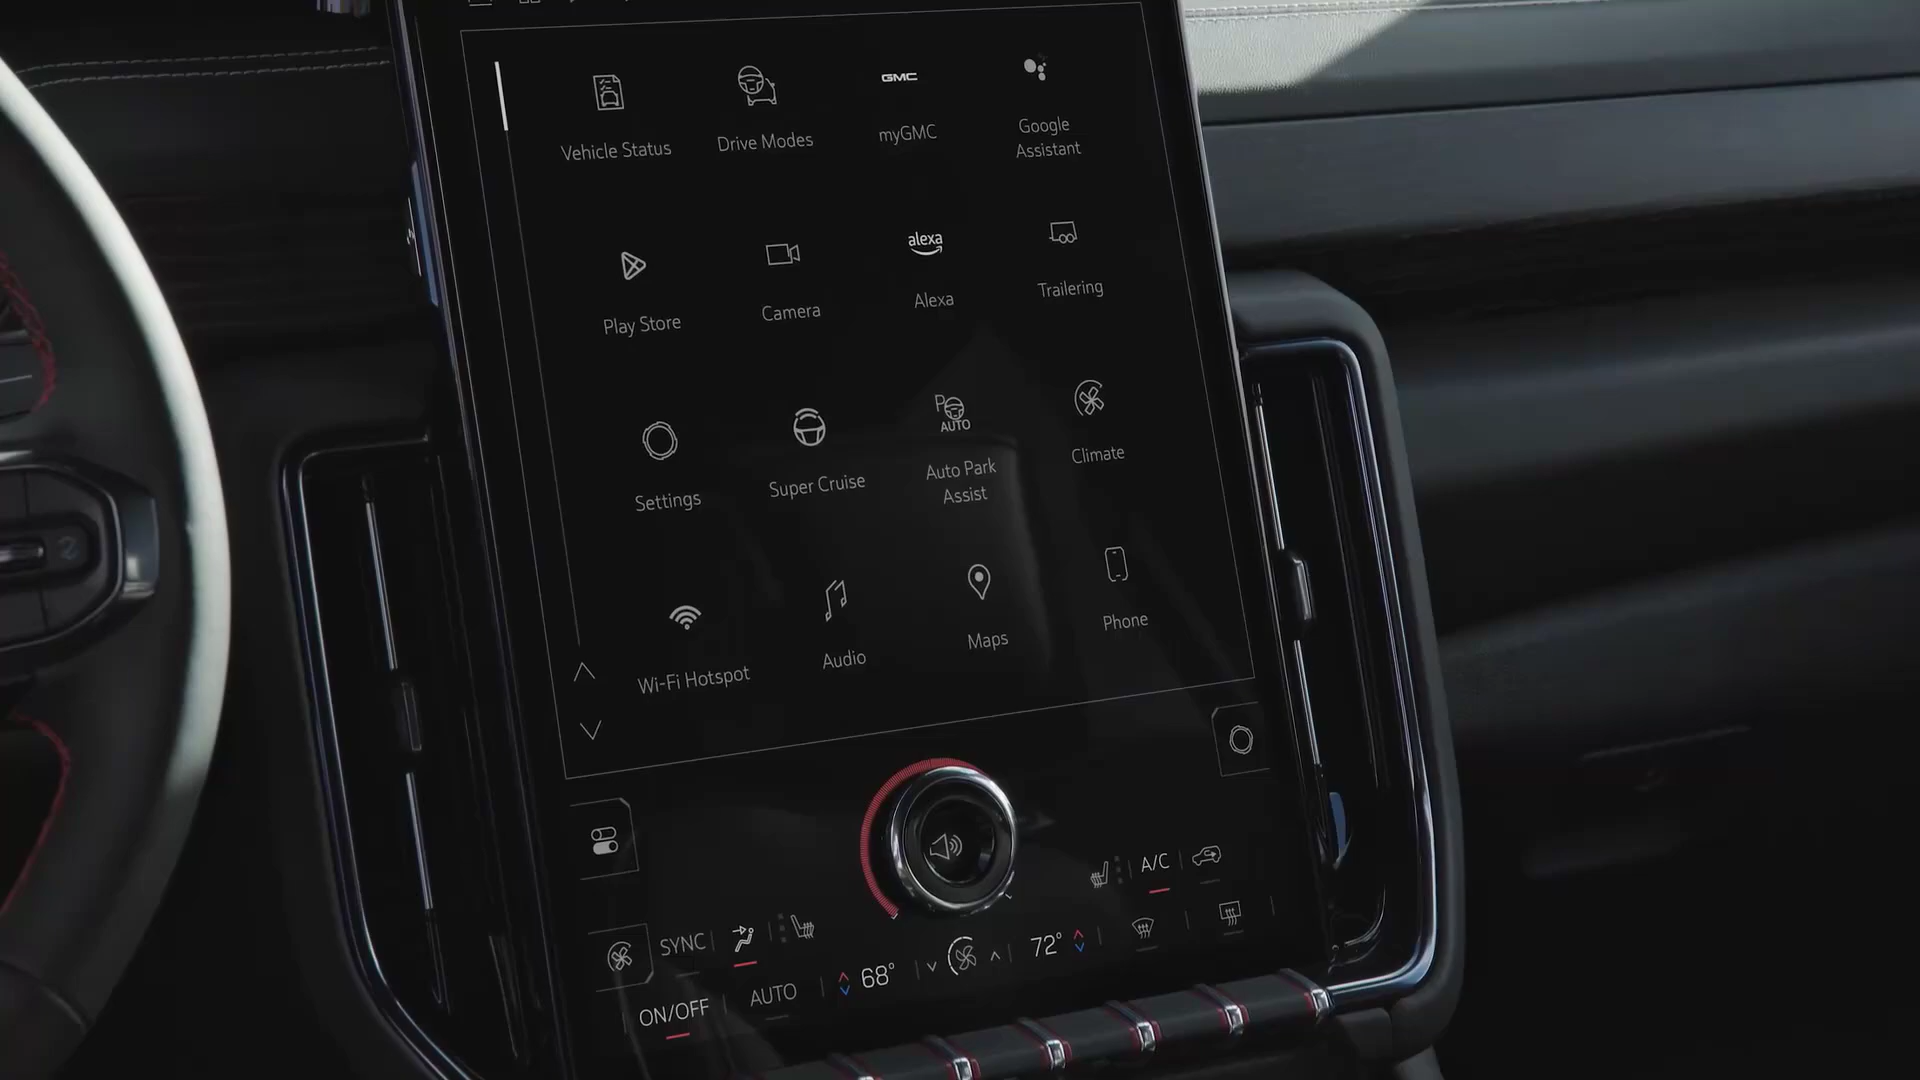 Vehicle Status
Drive Modes
GMC
myGMC
Google
Assistant
Play Store
Camera
alexa
Alexa
Trailering
Settings
Super Cruise
P
AUTO
Auto Park
Assist
Climate
Wi-Fi Hotspot
Audio
Maps
Phone
A/C
SYNC
72°
68°
AUTO
ON/OFF